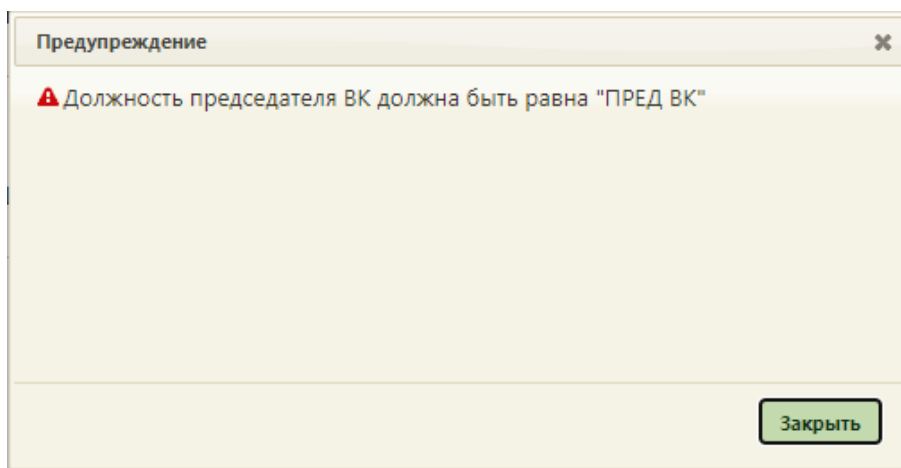 Предупреждение
Должность председателя ВК должна быть равна "ПРЕД ВК"
Закрыть